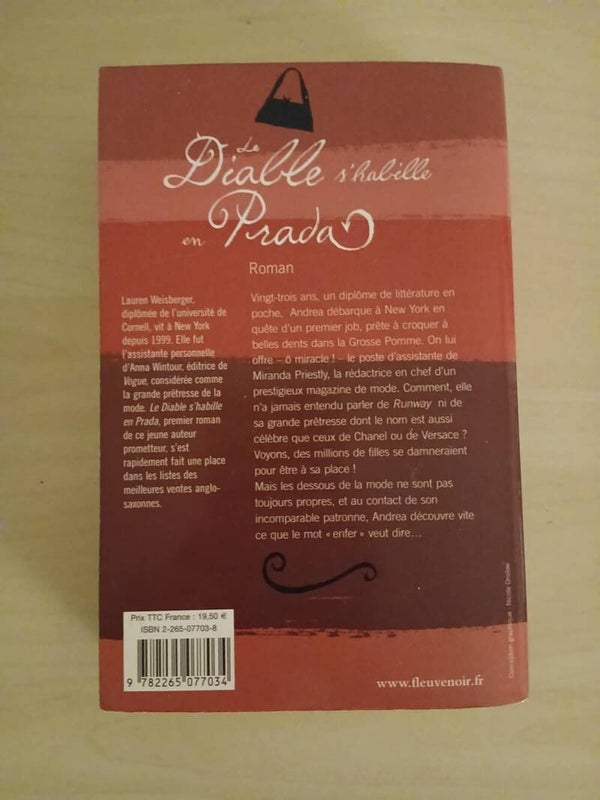 Le
Diable s'habille
en Prada
Roman
Lauren Weisberger,
diplômée de l'université de
Cornell, vit à New York
depuis 1999. Elle fut
l'assistante personnelle
d'Anna Wintour, éditrice de
Vogue, considérée comme
la grande prêtresse de la
mode. Le Diable s'habille
en Prada, premier roman
de ce jeune auteur
prometteur, s'est
rapidement fait une place
dans les listes des
meilleures ventes anglo-
saxonnes.
Vingt-trois ans, un diplôme de littérature en
poche, Andrea débarque à New York en
quête d'un premier job, prête à croquer à
belles dents dans la Grosse Pomme. On lui
offre – ô miracle ! – le poste d'assistante de
Miranda Priestly, la rédactrice en chef d'un
prestigieux magazine de mode. Comment, elle
n'a jamais entendu parler de Runway ni de
sa grande prêtresse dont le nom est aussi
célèbre que ceux de Chanel ou de Versace ?
Voyons, des millions de filles se damneraient
pour être à sa place !
Mais les dessous de la mode ne sont pas
toujours propres, et au contact de son
incomparable patronne, Andrea découvre vite
ce que le mot « enfer » veut dire…
Prix TTC France : 19,50 €
ISBN 2-265-07703-8
9 782265 077034
www.fleuvenoir.fr
Conception graphique : Nicole Onslow